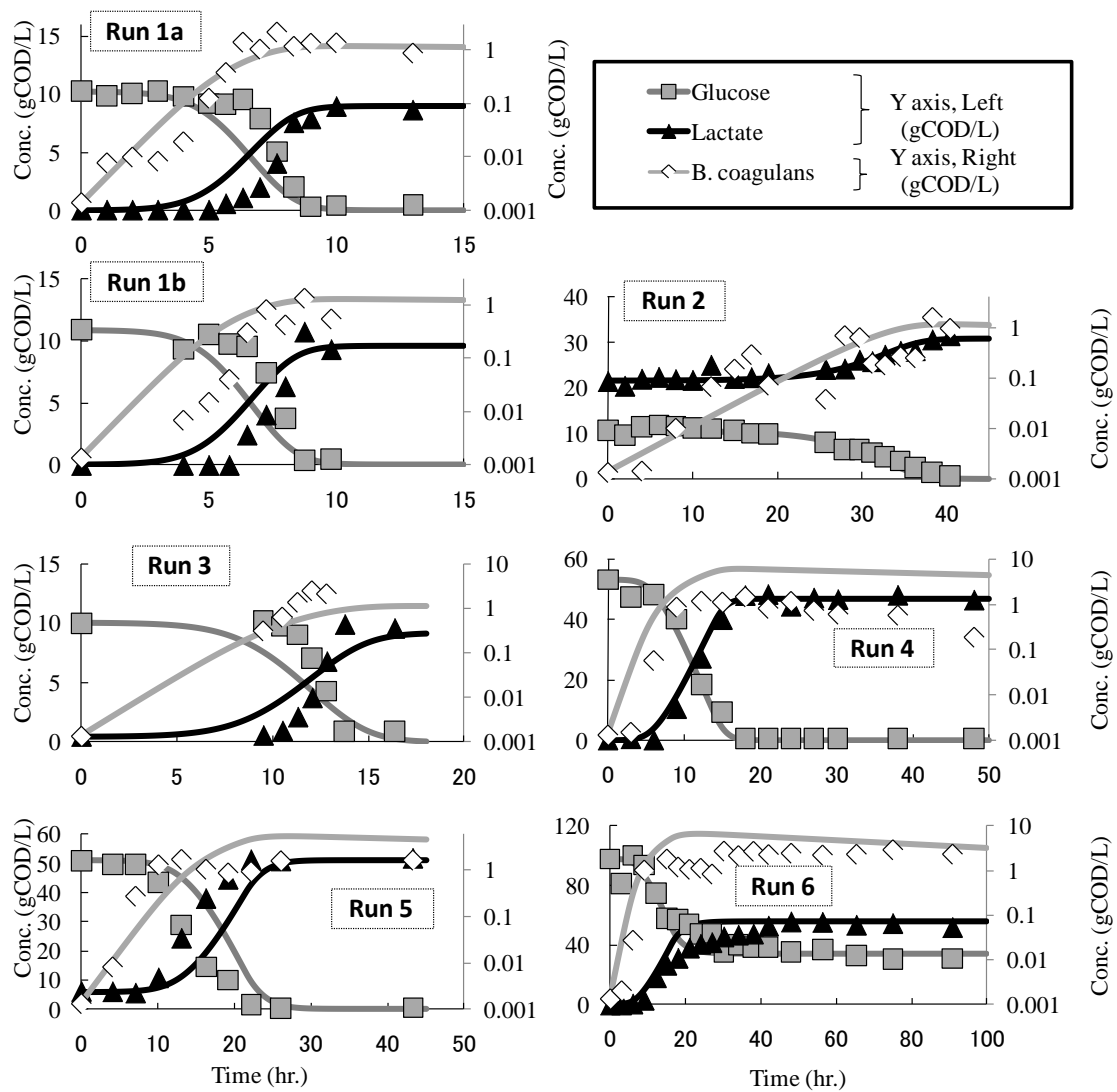 Run 1a
Conc. (gCOD/L)
15
10
5
0
1
0.1
0.01
0.001
Conc. (gCOD/L)
0 5 10 15
Glucose
Lactate
B. coagulans
Y axis, Left
(gCOD/L)
Y axis, Right
(gCOD/L)
Run 1b
Conc. (gCOD/L)
15
10
5
0
1
0.1
0.01
0.001
0 5 10 15
Run 2
40
30
20
10
0
1
0.1
0.01
0.001
Conc. (gCOD/L)
0 10 20 30 40
Run 3
Conc. (gCOD/L)
15
10
5
0
10
1
0.1
0.01
0.001
0 5 10 15 20
Run 4
60
40
20
0
10
1
0.1
0.01
0.001
Conc. (gCOD/L)
0 10 20 30 40 50
Run 5
Conc. (gCOD/L)
60
50
40
30
20
10
0
10
1
0.1
0.01
0.001
0 10 20 30 40 50
Time (hr.)
Run 6
120
80
40
0
10
1
0.1
0.01
0.001
Conc. (gCOD/L)
0 20 40 60 80 100
Time (hr.)